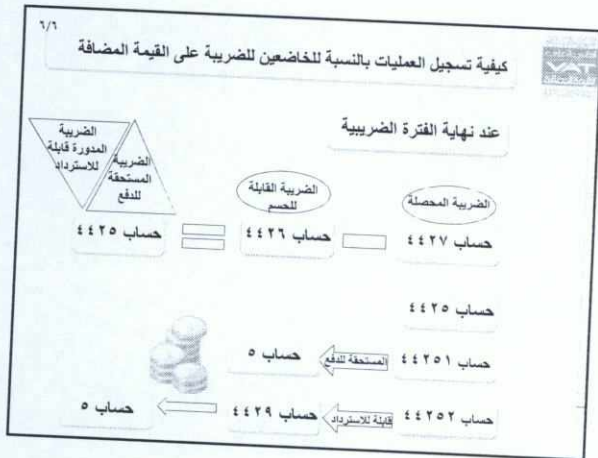 ٦/٦
كيفية تسجيل العمليات بالنسبة للخاضعين للضريبة على القيمة المضافة
VAT
عند نهاية الفترة الضريبية
الضريبة المحصلة
الضريبة القابلة
للحسم
الضريبة
المستحقة
للدفع
الضريبة
المدورة قابلة
للاسترداد
حساب ٤٤٢٧
حساب ٤٤٢٦
حساب ٤٤٢٥
حساب ٤٤٢٥
حساب ٤٤٢٥١
المستحقة للدفع
حساب ٥
حساب ٤٤٢٥٢
قابلة للاسترداد
حساب ٤٤٢٩
حساب ٥